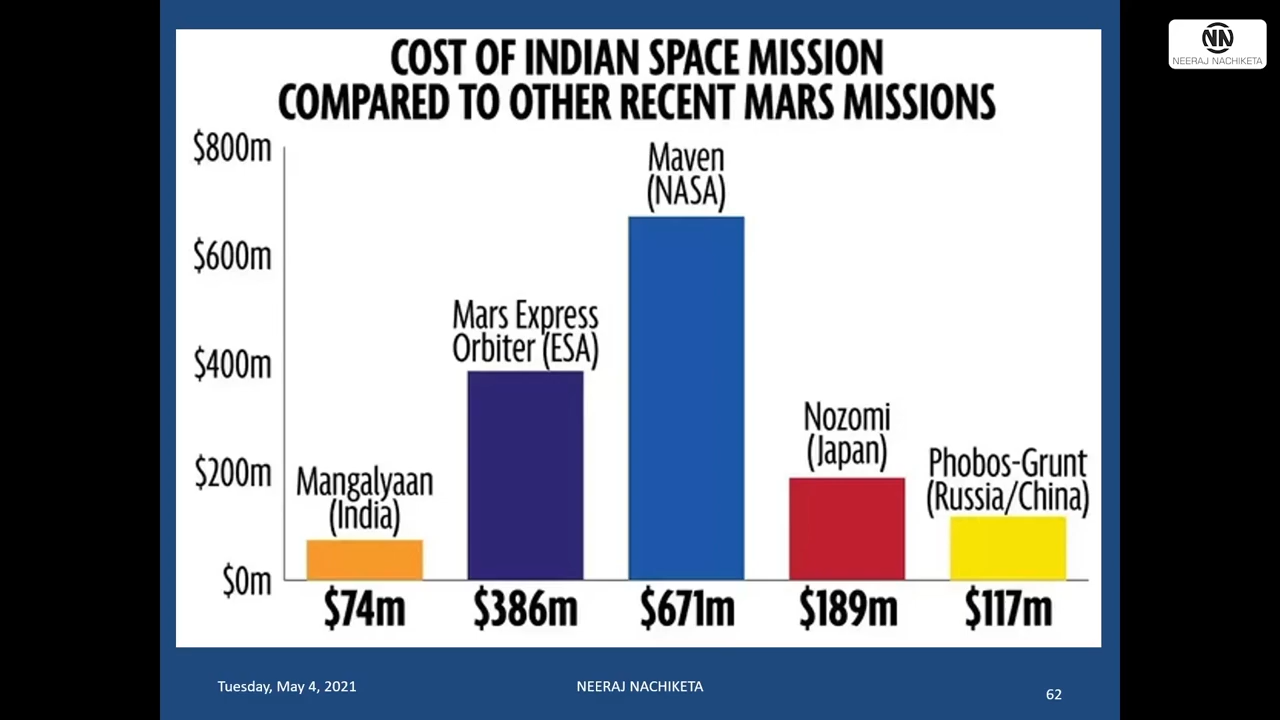 NN
NEERAJ NACHIKETA
COST OF INDIAN SPACE MISSION
COMPARED TO OTHER RECENT MARS MISSIONS
$800m
$600m
$400m
$200m
$0m
Mangalyaan
(India)
Mars Express
Orbiter (ESA)
Maven
(NASA)
Nozomi
(Japan)
Phobos-Grunt
(Russia/China)
$74m
$386m
$671m
$189m
$117m
Tuesday, May 4, 2021
NEERAJ NACHIKETA
62